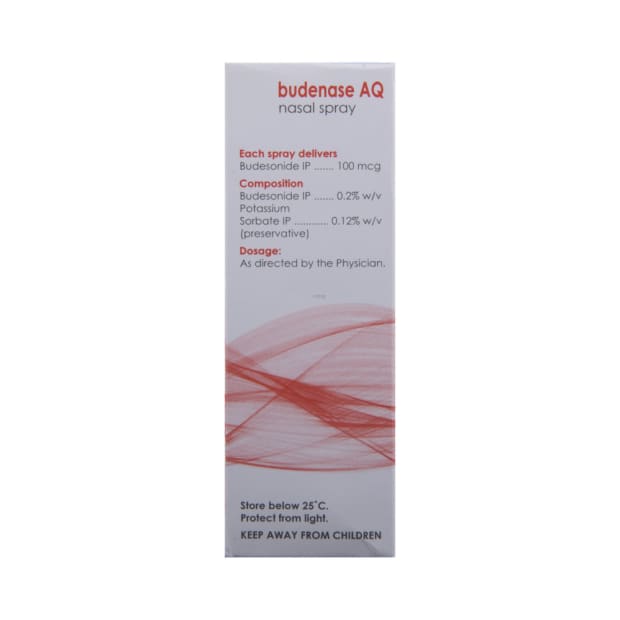 budenase AQ
nasal spray
Each spray delivers
Budesonide IP ....... 100 mcg
Composition
Budesonide IP ....... 0.2% w/v
Potassium
Sorbate IP ............ 0.12% w/v
(preservative)
Dosage:
As directed by the Physician.
Store below 25°C.
Protect from light.
KEEP AWAY FROM CHILDREN